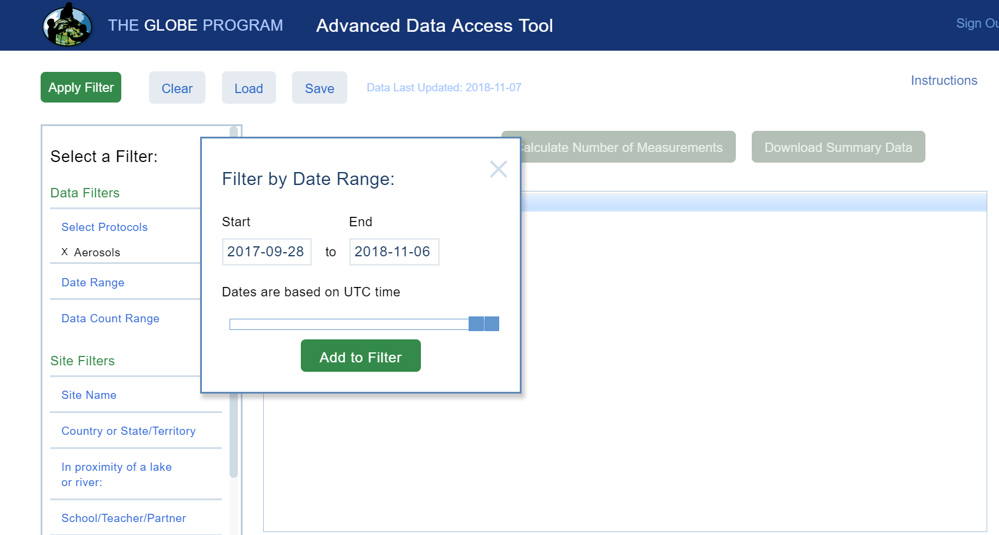 THE GLOBE PROGRAM
Advanced Data Access Tool
Sign Ou
Apply Filter
Clear
Load
Save
Data Last Updated: 2018-11-07
Instructions
Select a Filter:
Data Filters
Select Protocols
X Aerosols
Date Range
Data Count Range
Site Filters
Site Name
Country or State/Territory
In proximity of a lake
or river:
School/Teacher/Partner
Filter by Date Range:
Start
End
2017-09-28 to 2018-11-06
Dates are based on UTC time
Add to Filter
alculate Number of Measurements
Download Summary Data